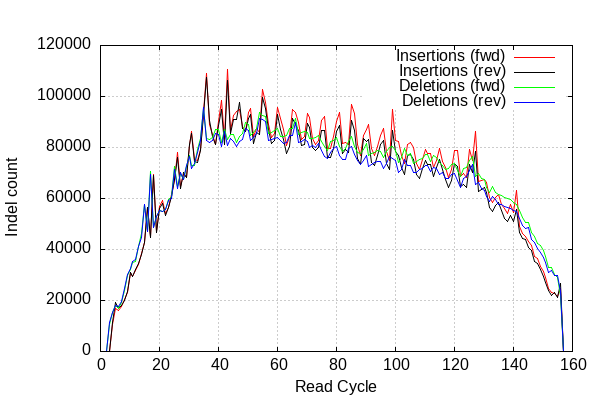 120000
100000
80000
60000
40000
20000
0
Indel count
Insertions (fwd)
Insertions (rev)
Deletions (fwd)
Deletions (rev)
0 20 40 60 80 100 120 140 160
Read Cycle